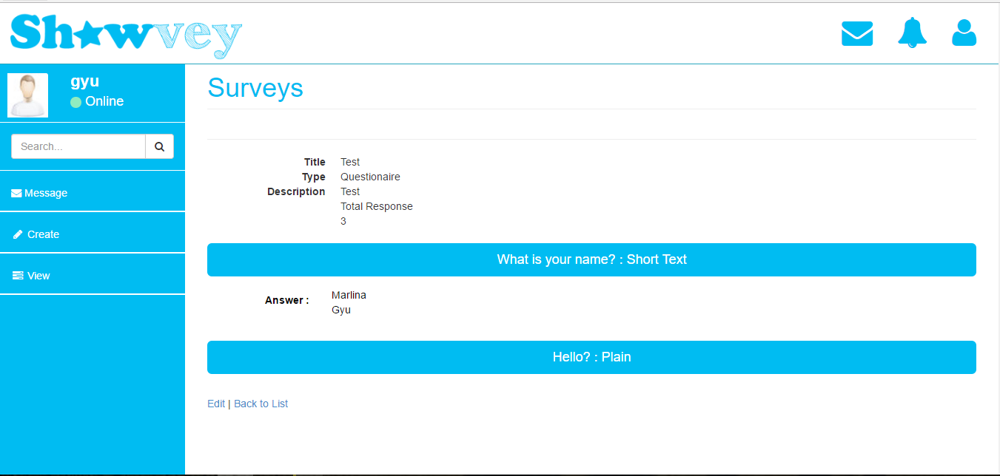 Sh★wvey
gyu
Online
Search...
Message
Create
View
Surveys
Title Test
Type Questionaire
Description Test
Total Response
3
What is your name? : Short Text
Answer : Marlina
Gyu
Hello? : Plain
Edit | Back to List